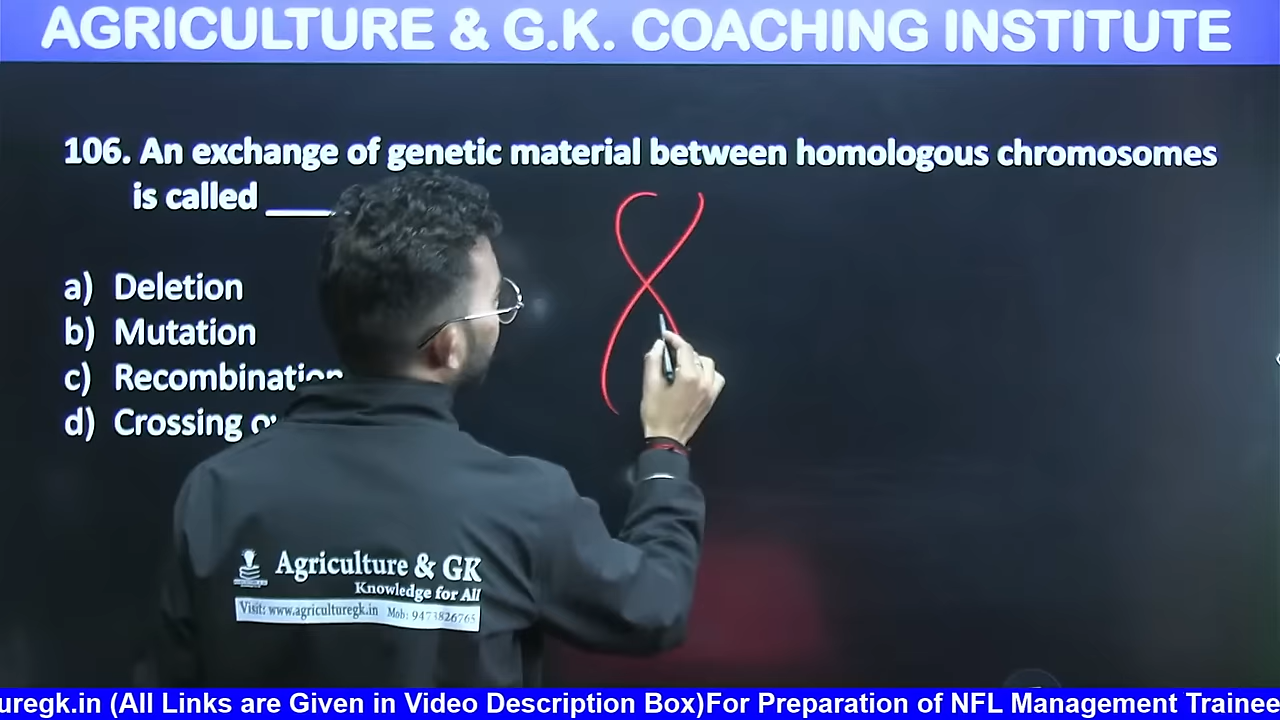 AGRICULTURE & G.K. COACHING INSTITUTE
106. An exchange of genetic material between homologous chromosomes
is called ____
a) Deletion
b) Mutation
c) Recombination
d) Crossing
Agriculture & GK
Knowledge for All
Visit: www.agriculturegk.in Mob: 9473826765
uregk.in (All Links are Given in Video Description Box)For Preparation of NFL Management Trainee